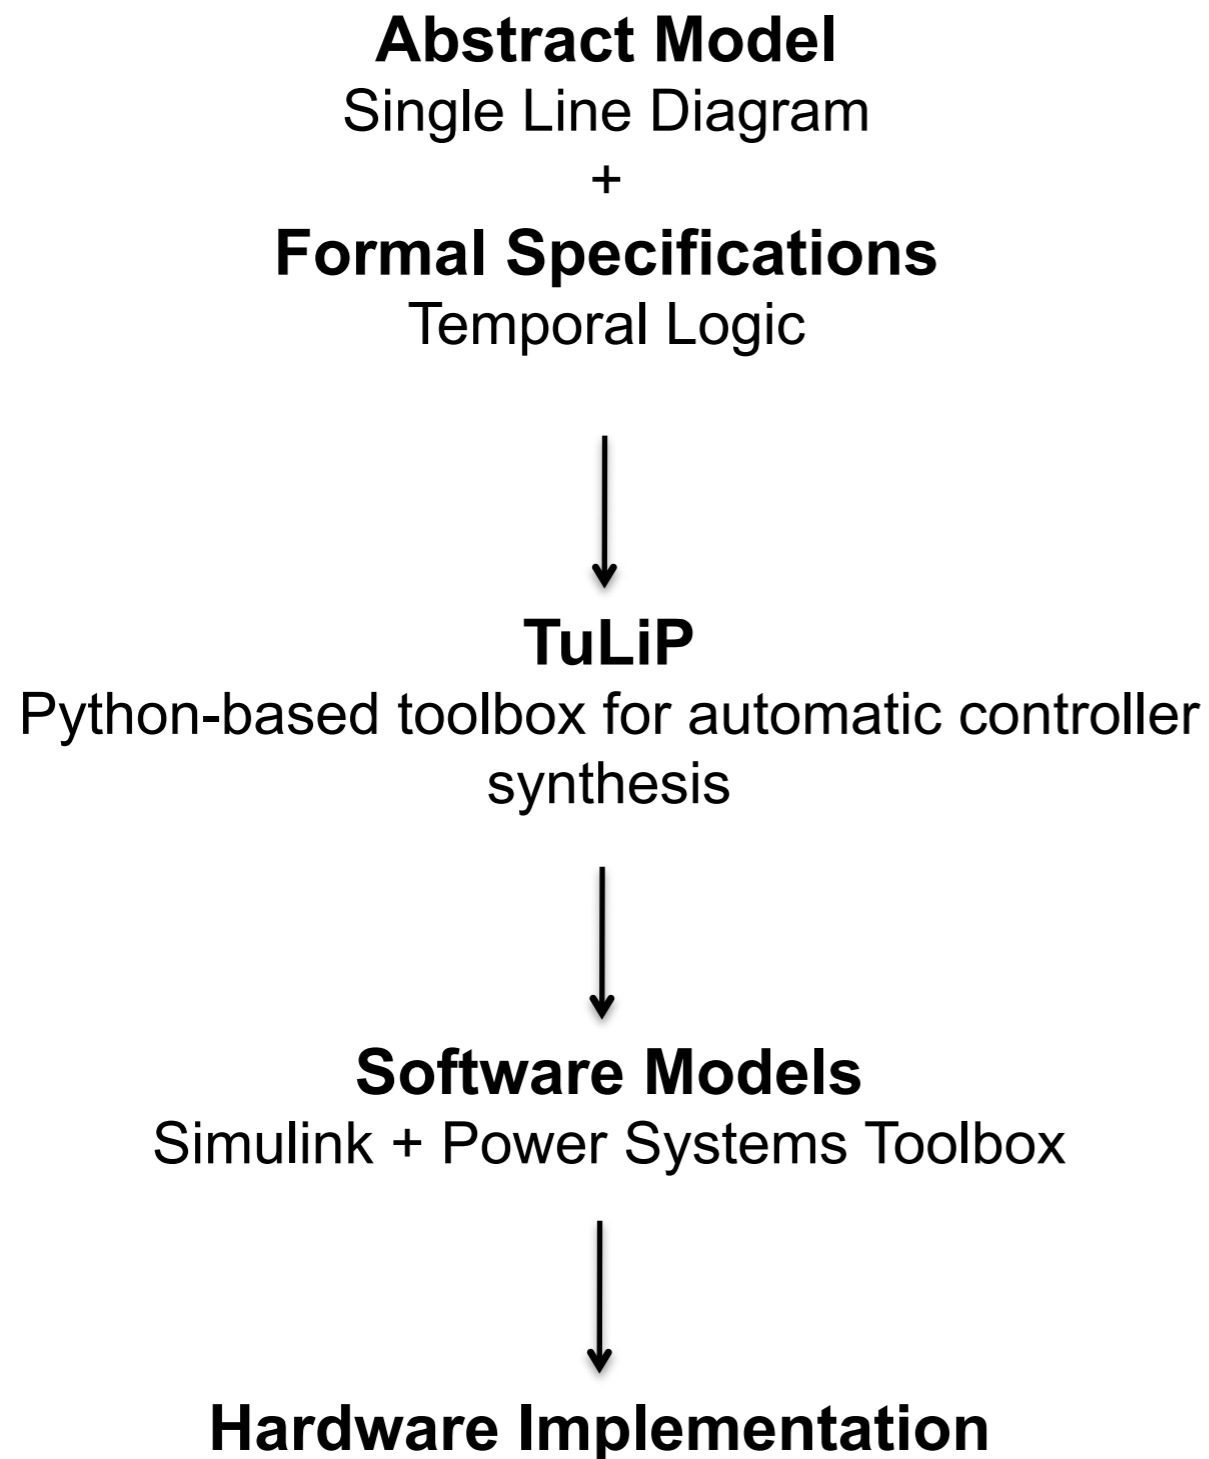 Abstract Model
Single Line Diagram
+
Formal Specifications
Temporal Logic
TuLiP
Python-based toolbox for automatic controller
synthesis
Software Models
Simulink + Power Systems Toolbox
Hardware Implementation